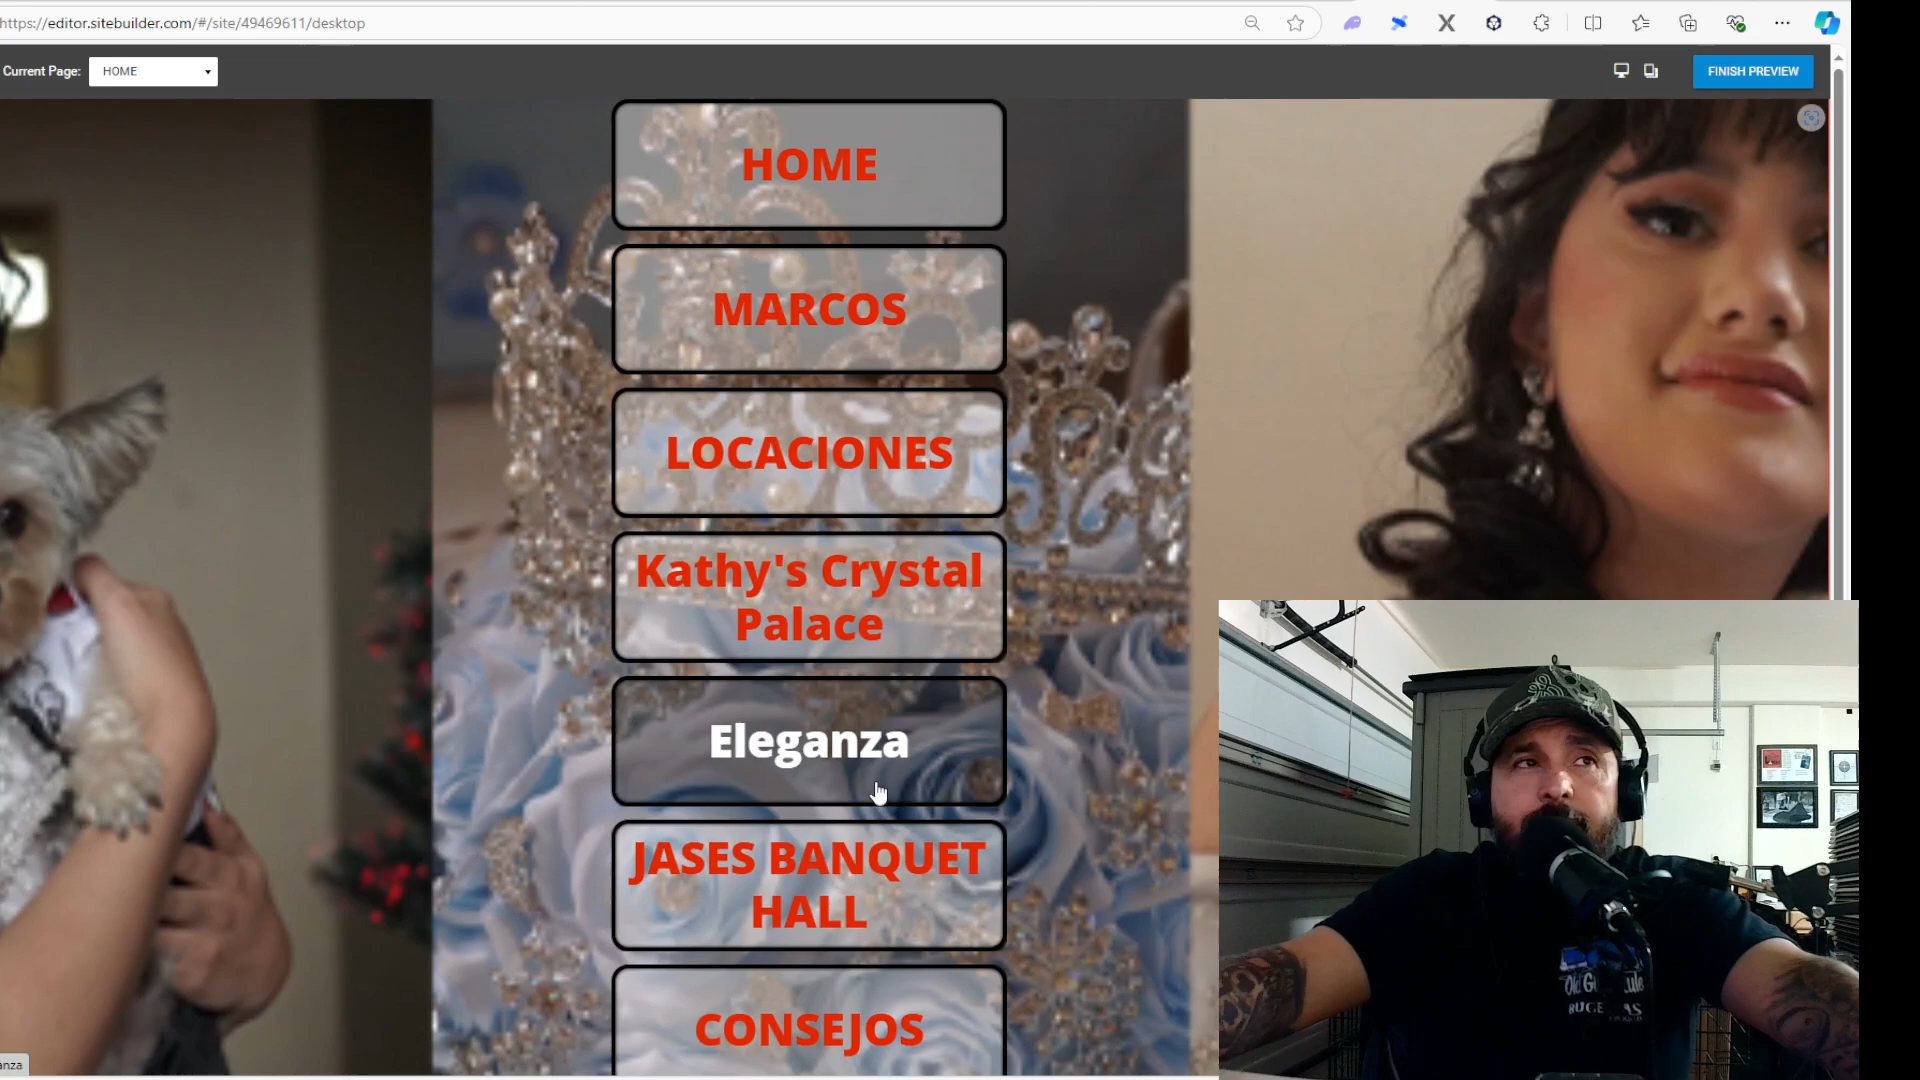 https://editor.sitebuilder.com/#/site/49469611/desktop
Current Page:
HOME
FINISH PREVIEW
HOME
MARCOS
LOCACIONES
Kathy's Crystal
Palace
Eleganza
JASES BANQUET
HALL
CONSEJOS
anza